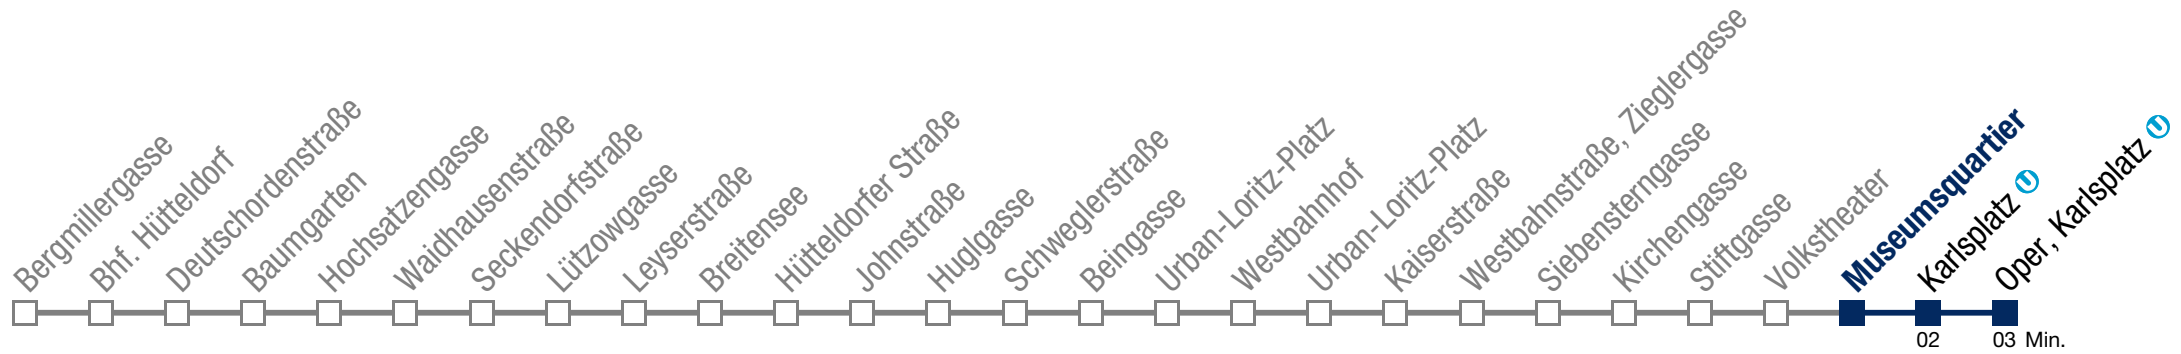 Bergmillergasse
Bhf. Hütteldorf
Deutschordenstraße
Baumgarten
Hochsatzengasse
Waidhausenstraße
Seckendorfstraße
Lützowgasse
Leyserstraße
Breitensee
Hütteldorfer Straße
Johnstraße
Huglgasse
Schweglerstraße
Beingasse
Urban-Loritz-Platz
Westbahnhof
Urban-Loritz-Platz
Kaiserstraße
Westbahnstraße, Zieglergasse
Siebensterngasse
Kirchengasse
Stiftgasse
Volkstheater
Museumsquartier
Karlsplatz U
Oper, Karlsplatz U
02 03 Min.